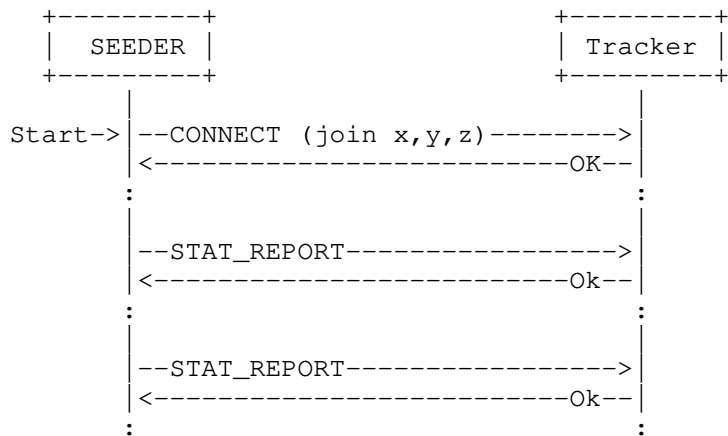 +---------+ +---------+
| SEEDER | | Tracker |
+---------+ +---------+
| |
Start->|--CONNECT (join x,y,z)-------->|
|<-------------------------OK--|
: :
| |
|--STAT_REPORT----------------->|
|<-------------------------Ok--|
: :
| |
|--STAT_REPORT----------------->|
|<-------------------------Ok--|
: :